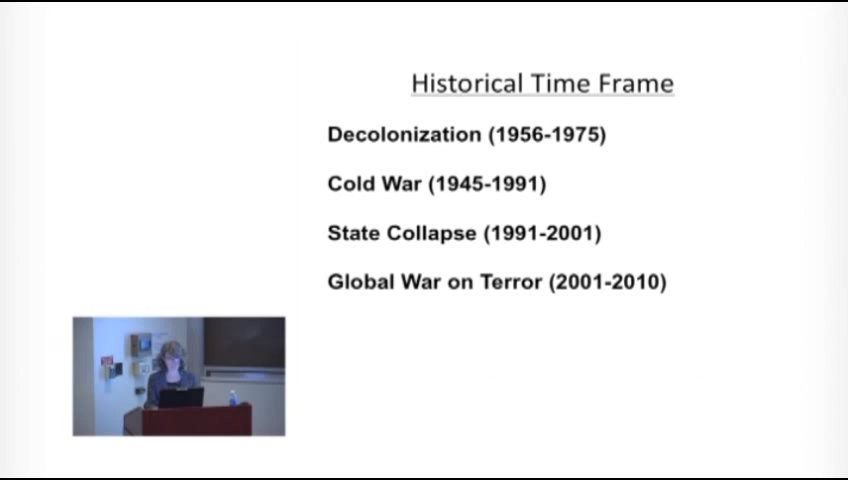 Historical Time Frame
Decolonization (1956-1975)
Cold War (1945-1991)
State Collapse (1991-2001)
Global War on Terror (2001-2010)